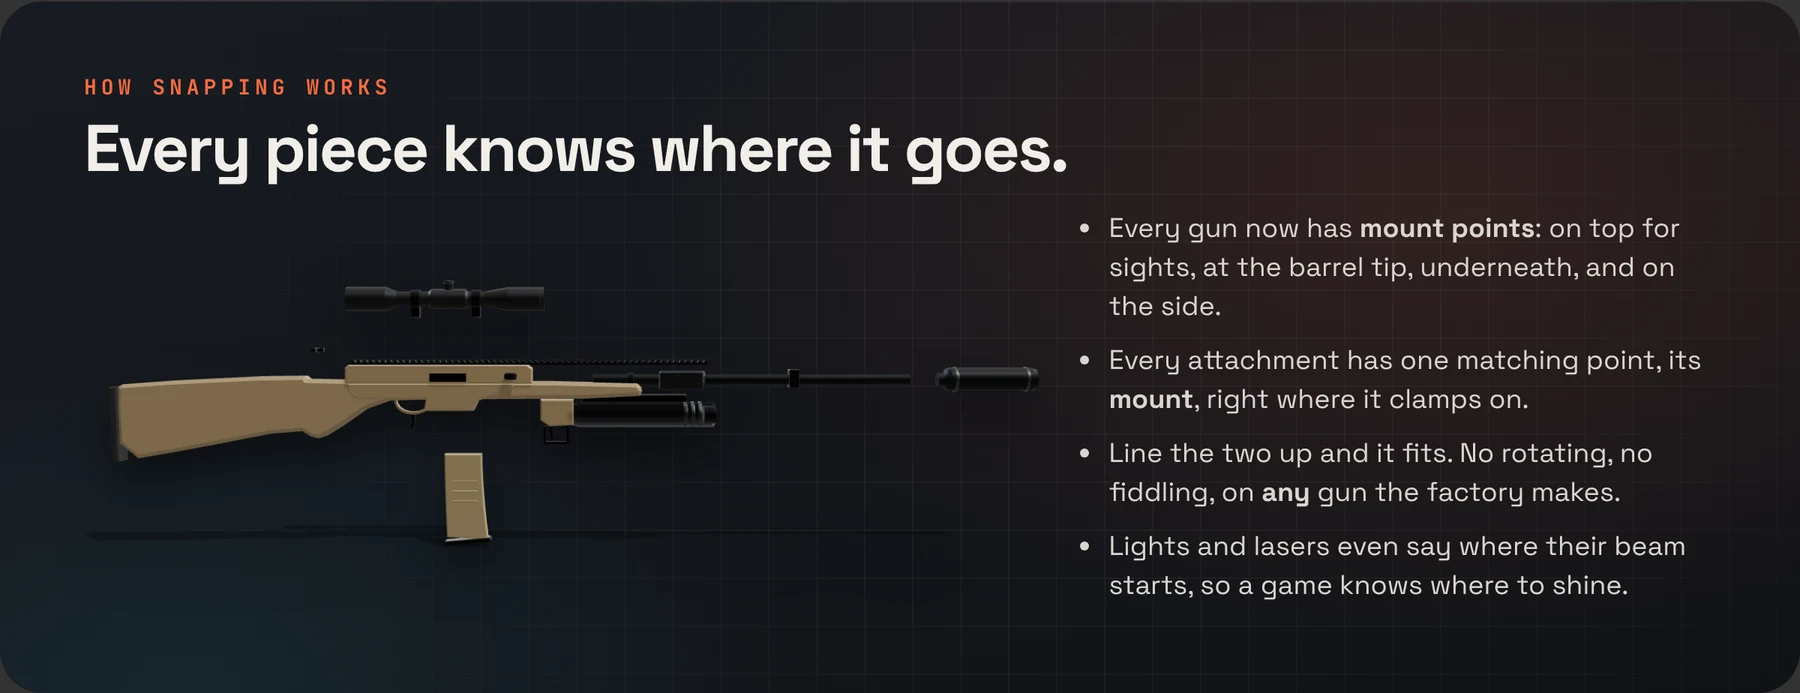 HOW SNAPPING WORKS
Every piece knows where it goes.
• Every gun now has mount points: on top for
sights, at the barrel tip, underneath, and on
the side.
• Every attachment has one matching point, its
mount, right where it clamps on.
• Line the two up and it fits. No rotating, no
fiddling, on any gun the factory makes.
• Lights and lasers even say where their beam
starts, so a game knows where to shine.